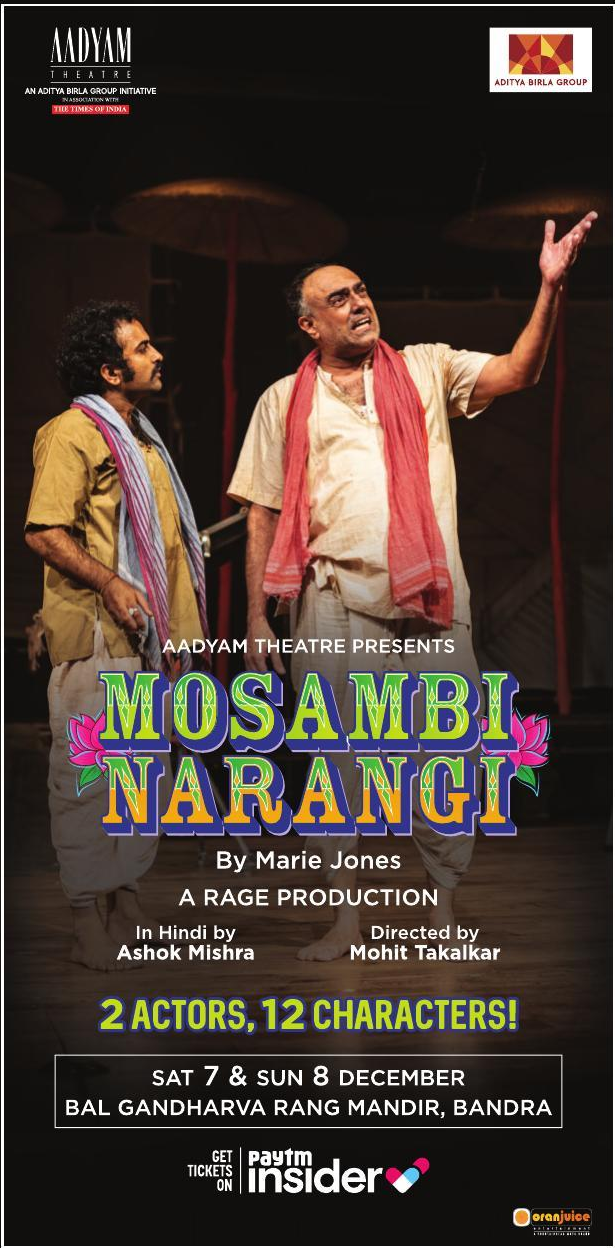 AADYAM
THEATRE
AN ADITYA BIRLA GROUP INITIATIVE
IN ASSOCIATION WITH
THE TIMES OF INDIA
ADITYA BIRLA GROUP
AADYAM THEATRE PRESENTS
MOSAMBI
NARANGI
By Marie Jones
A RAGE PRODUCTION
In Hindi by
Ashok Mishra
Directed by
Mohit Takalkar
2 ACTORS, 12 CHARACTERS!
SAT 7 & SUN 8 DECEMBER
BAL GANDHARVA RANG MANDIR, BANDRA
GET
TICKETS
ON
paytm
insider
oranjuice
entertainment